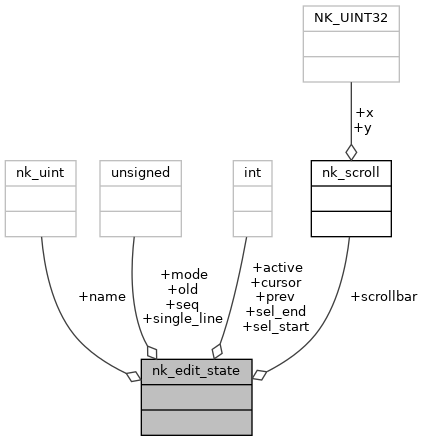 NK_UINT32
+x
+y
nk_uint
unsigned
int
nk_scroll
+name
+mode
+old
+seq
+single_line
+active
+cursor
+prev
+sel_end
+sel_start
+scrollbar
nk_edit_state